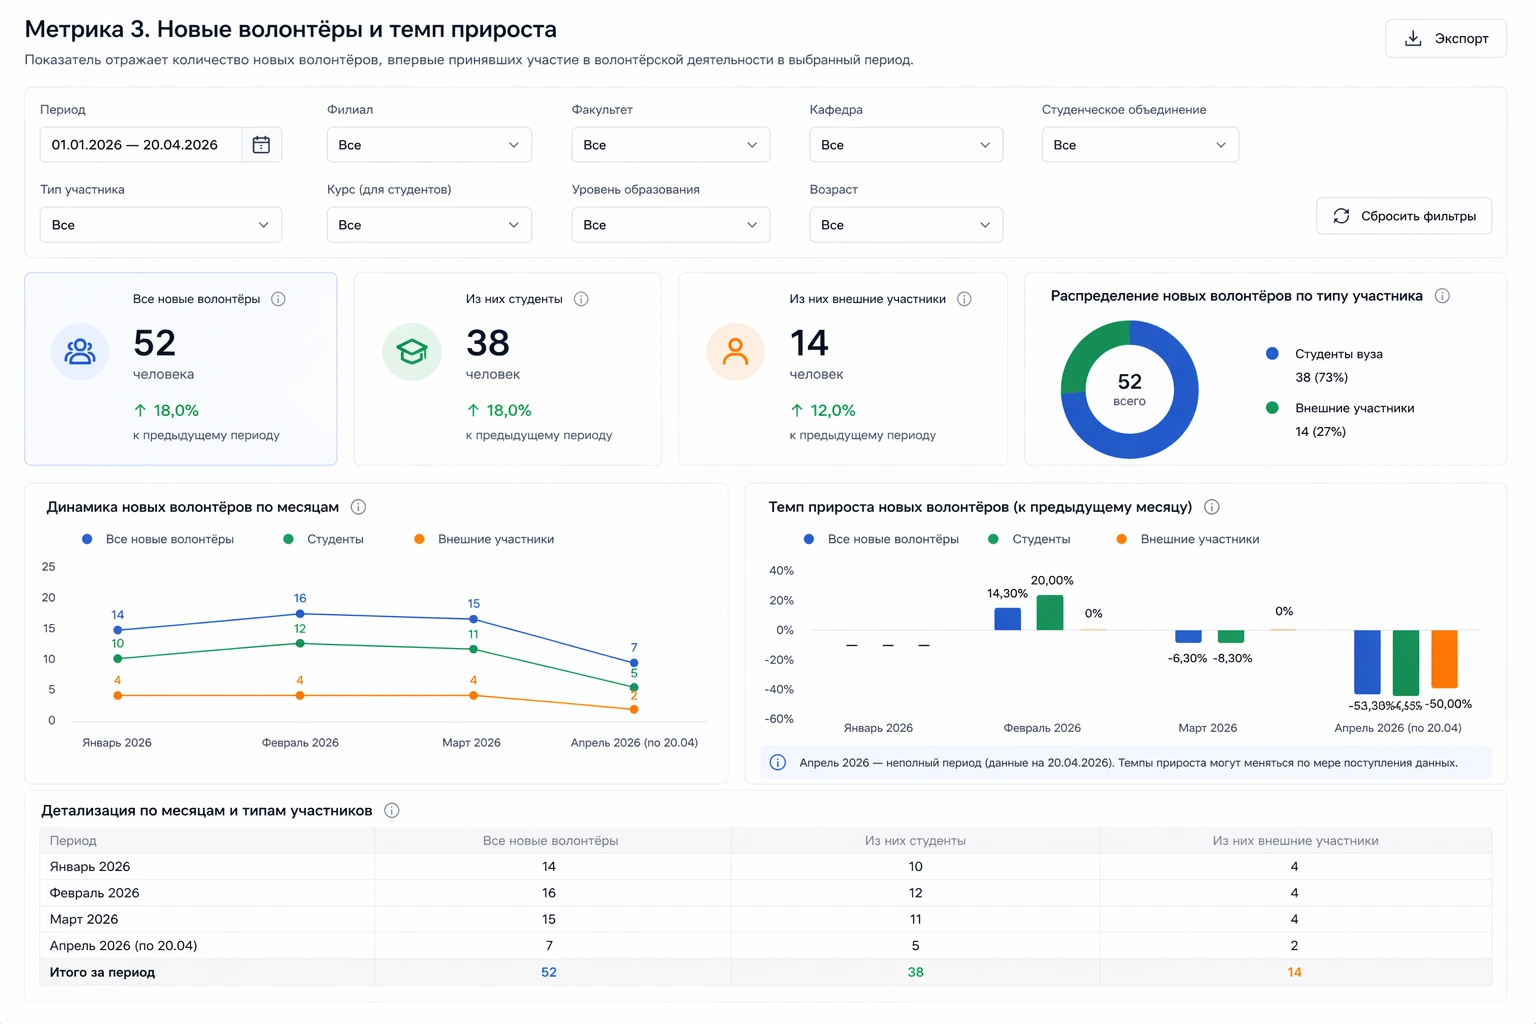 Метрика 3. Новые волонтёры и темп прироста
Экспорт
Показатель отражает количество новых волонтёров, впервые принявших участие в волонтёрской деятельности в выбранный период.
Период
Филиал
Факультет
Кафедра
Студенческое объединение
01.01.2026 — 20.04.2026
Все
Все
Все
Все
Тип участника
Курс (для студентов)
Уровень образования
Возраст
Все
Все
Все
Все
Сбросить фильтры
Все новые волонтёры
52
человека
↑ 18,0%
к предыдущему периоду
Из них студенты
38
человек
↑ 18,0%
к предыдущему периоду
Из них внешние участники
14
человек
↑ 12,0%
к предыдущему периоду
Распределение новых волонтёров по типу участника
52
всего
Студенты вуза
38 (73%)
Внешние участники
14 (27%)
Динамика новых волонтёров по месяцам
Все новые волонтёры
Студенты
Внешние участники
25
20
15
10
5
0
14
16
15
7
10
12
11
5
4
4
4
2
Январь 2026
Февраль 2026
Март 2026
Апрель 2026 (по 20.04)
Темп прироста новых волонтёров (к предыдущему месяцу)
Все новые волонтёры
Студенты
Внешние участники
40%
20%
0%
-20%
-40%
-60%
— — —
14,30%
20,00%
0%
-6,30%
-8,30%
0%
-50,00%
Январь 2026
Февраль 2026
Март 2026
Апрель 2026 (по 20.04)
Апрель 2026 — неполный период (данные на 20.04.2026). Темпы прироста могут меняться по мере поступления данных.
Детализация по месяцам и типам участников
Период Все новые волонтёры Из них студенты Из них внешние участники
Январь 2026 14 10 4
Февраль 2026 16 12 4
Март 2026 15 11 4
Апрель 2026 (по 20.04) 7 5 2
Итого за период 52 38 14